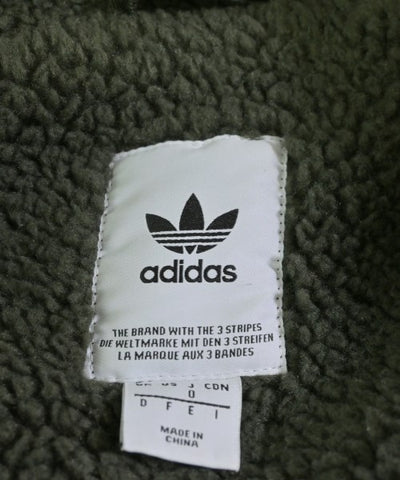 adidas
THE BRAND WITH THE 3 STRIPES
DIE WELTMARKE MIT DEN 3 STREIFEN
LA MARQUE AUX 3 BANDES
J CDN
O
D F E I
MADE IN
CHINA